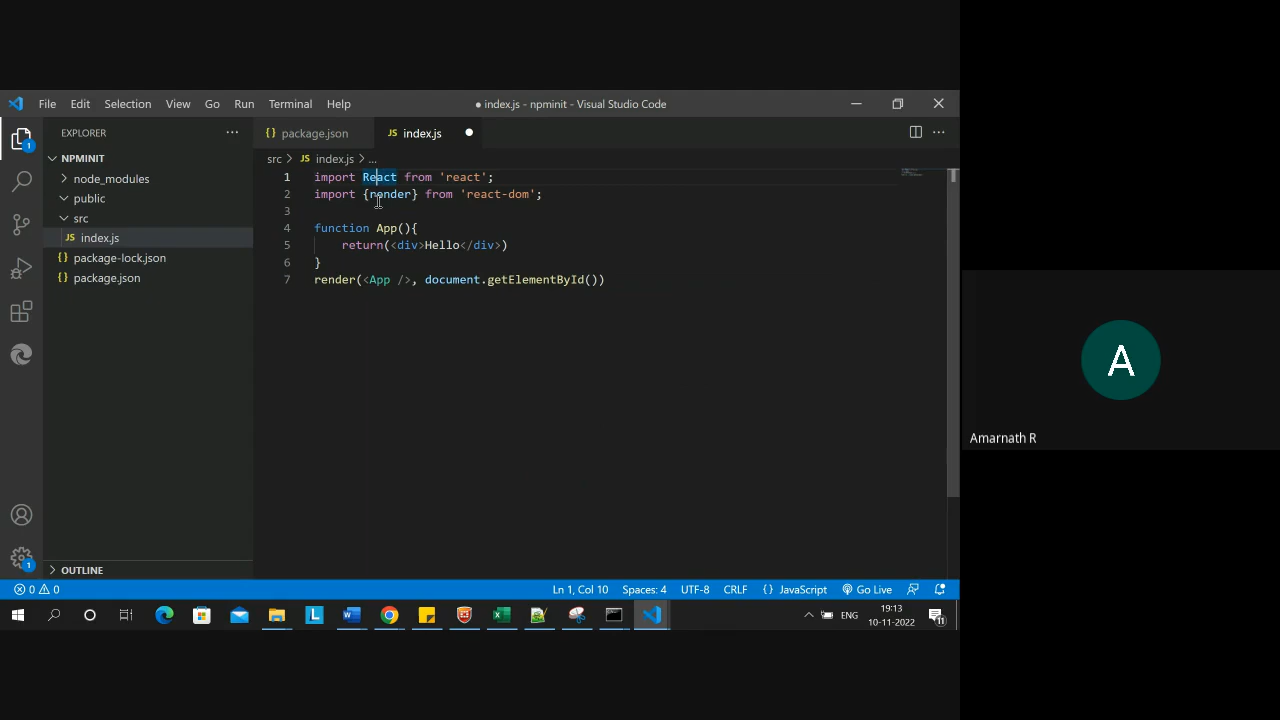 File Edit Selection View Go Run Terminal Help
● index.js - npminit - Visual Studio Code
EXPLORER
NPMINIT
node_modules
public
src
JS index.js
{} package-lock.json
{} package.json
OUTLINE
{} package.json
JS index.js
src > JS index.js > ...
1 import React from 'react';
2 import {render} from 'react-dom';
3
4 function App(){
5 return(<div>Hello</div>)
6 }
7 render(<App />, document.getElementById())
1
1
0 0
Ln 1, Col 10 Spaces: 4 UTF-8 CRLF {} JavaScript Go Live
L
ENG
19:13
10-11-2022
11
A
Amarnath R